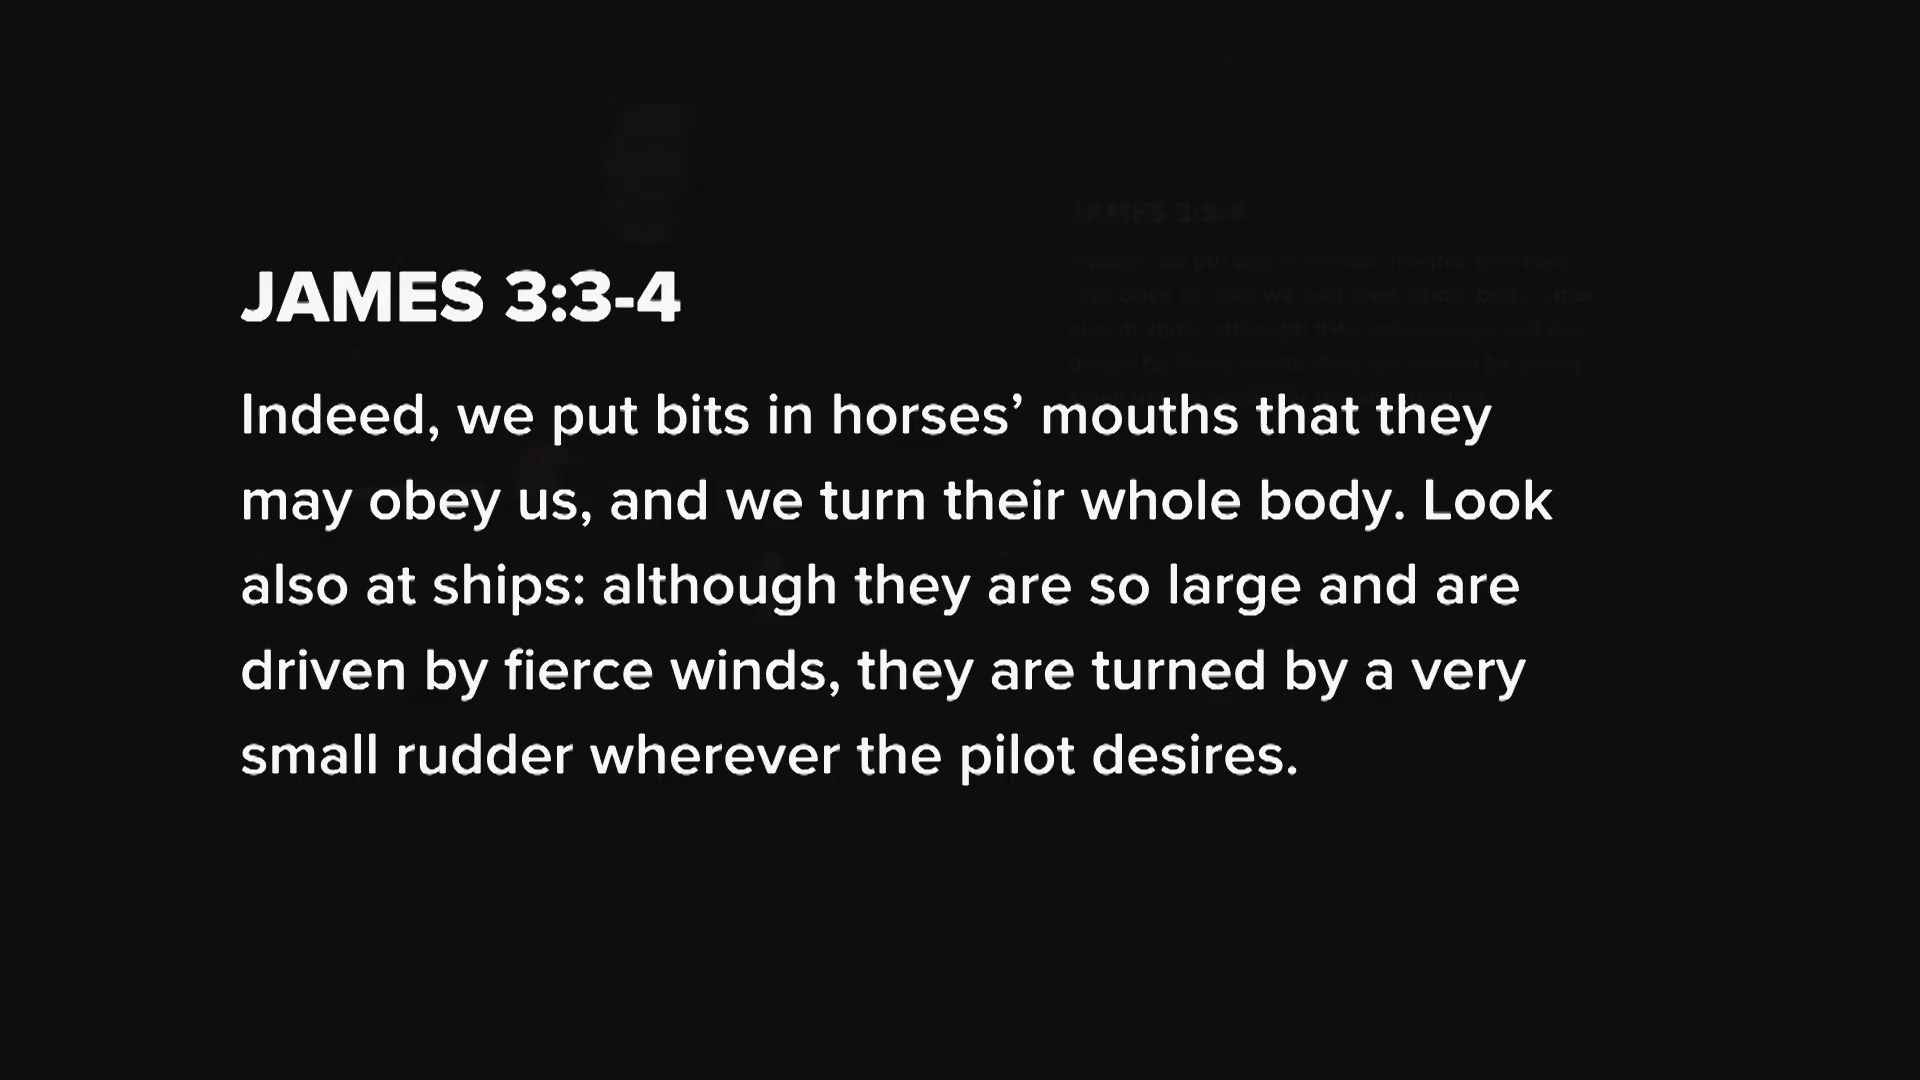 JAMES 3:3-4
Indeed, we put bits in horses’ mouths that they
may obey us, and we turn their whole body. Look
also at ships: although they are so large and are
driven by fierce winds, they are turned by a very
small rudder wherever the pilot desires.